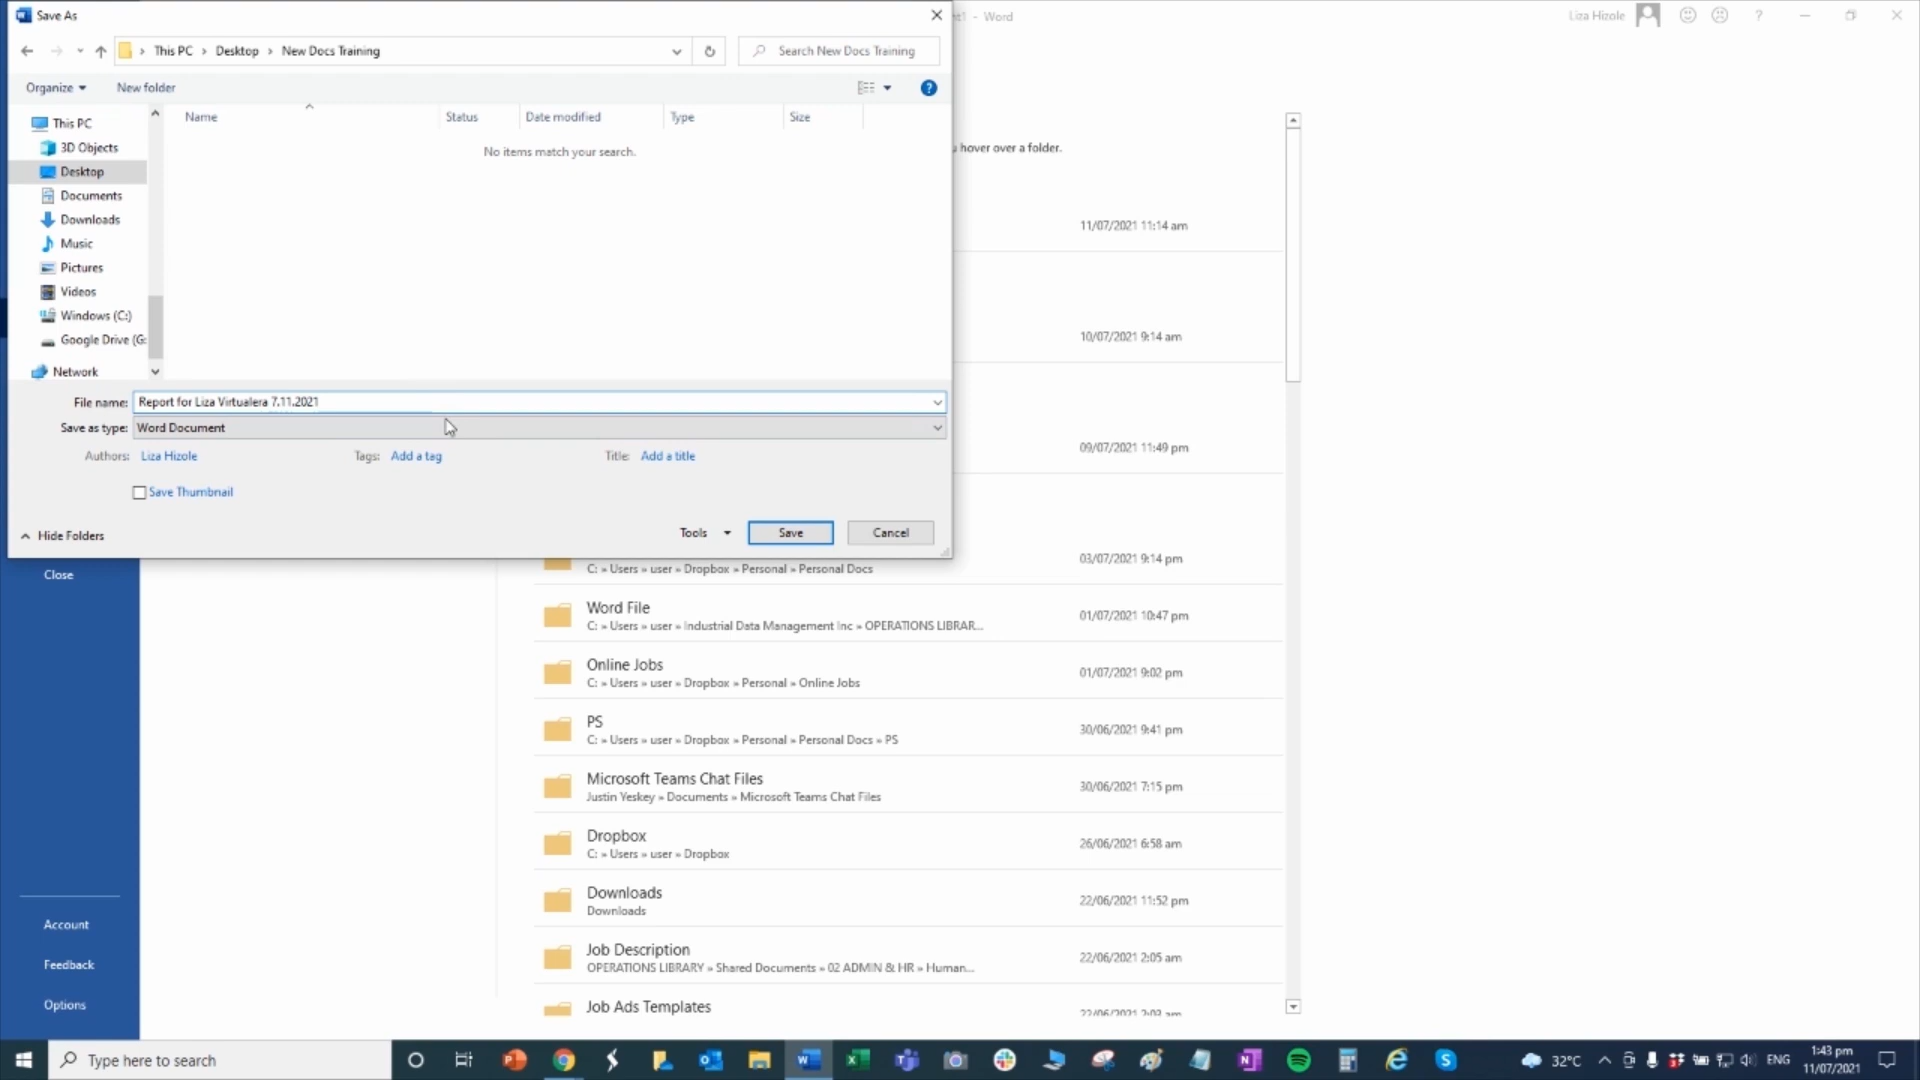 Save As
nt1 - Word
Liza Hizole
?
This PC > Desktop > New Docs Training
Search New Docs Training
Organize
New folder
?
Name
Status
Date modified
Type
Size
This PC
3D Objects
Desktop
Documents
Downloads
Music
Pictures
Videos
Windows (C:)
Google Drive (G:
Network
No items match your search.
File name: Report for Liza Virtualera 7.11.2021
Save as type: Word Document
Authors: Liza Hizole
Tags: Add a tag
Title: Add a title
Save Thumbnail
Hide Folders
Tools
Save
Cancel
hover over a folder.
11/07/2021 11:14 am
10/07/2021 9:14 am
09/07/2021 11:49 pm
03/07/2021 9:14 pm
C: » Users » user » Dropbox » Personal » Personal Docs
Word File
01/07/2021 10:47 pm
C: » Users » user » Industrial Data Management Inc » OPERATIONS LIBRAR...
Online Jobs
01/07/2021 9:02 pm
C: » Users » user » Dropbox » Personal » Online Jobs
PS
30/06/2021 9:41 pm
C: » Users » user » Dropbox » Personal » Personal Docs » PS
Microsoft Teams Chat Files
30/06/2021 7:15 pm
Justin Yeskey » Documents » Microsoft Teams Chat Files
Dropbox
26/06/2021 6:58 am
C: » Users » user » Dropbox
Downloads
22/06/2021 11:52 pm
Downloads
Job Description
22/06/2021 2:05 am
OPERATIONS LIBRARY » Shared Documents » 02 ADMIN & HR » Human...
Job Ads Templates
22/06/2021 2:03 am
Close
Account
Feedback
Options
Type here to search
32°C
ENG
1:43 pm
11/07/2021